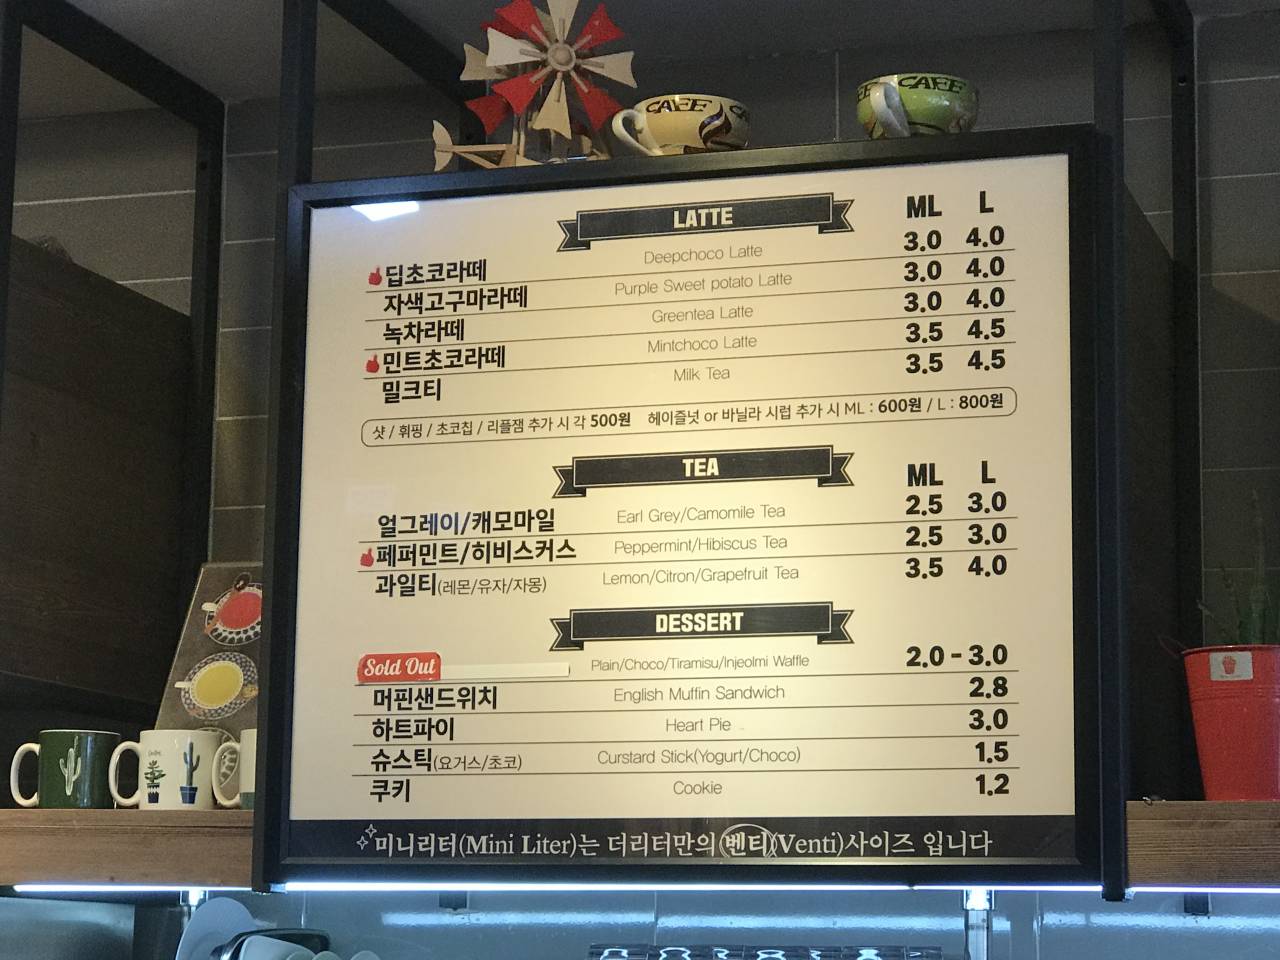 CAFE
CAFE
LATTE ML L
딥초코라떼 Deepchoco Latte 3.0 4.0
자색고구마라떼 Purple Sweet potato Latte 3.0 4.0
녹차라떼 Greentea Latte 3.0 4.0
민트초코라떼 Mintchoco Latte 3.5 4.5
밀크티 Milk Tea 3.5 4.5
샷 / 휘핑 / 초코칩 / 리플잼 추가 시 각 500원 헤이즐넛 or 바닐라 시럽 추가 시 ML : 600원 / L : 800원
TEA ML L
얼그레이/캐모마일 Earl Grey/Camomile Tea 2.5 3.0
페퍼민트/히비스커스 Peppermint/Hibiscus Tea 2.5 3.0
과일티(레몬/유자/자몽) Lemon/Citron/Grapefruit Tea 3.5 4.0
DESSERT
Sold Out Plain/Choco/Tiramisu/Injeolmi Waffle 2.0 - 3.0
머핀샌드위치 English Muffin Sandwich 2.8
하트파이 Heart Pie 3.0
슈스틱(요거스/초코) Curstard Stick(Yogurt/Choco) 1.5
쿠키 Cookie 1.2
미니리터(Mini Liter)는 더리터만의 벤티(Venti)사이즈 입니다